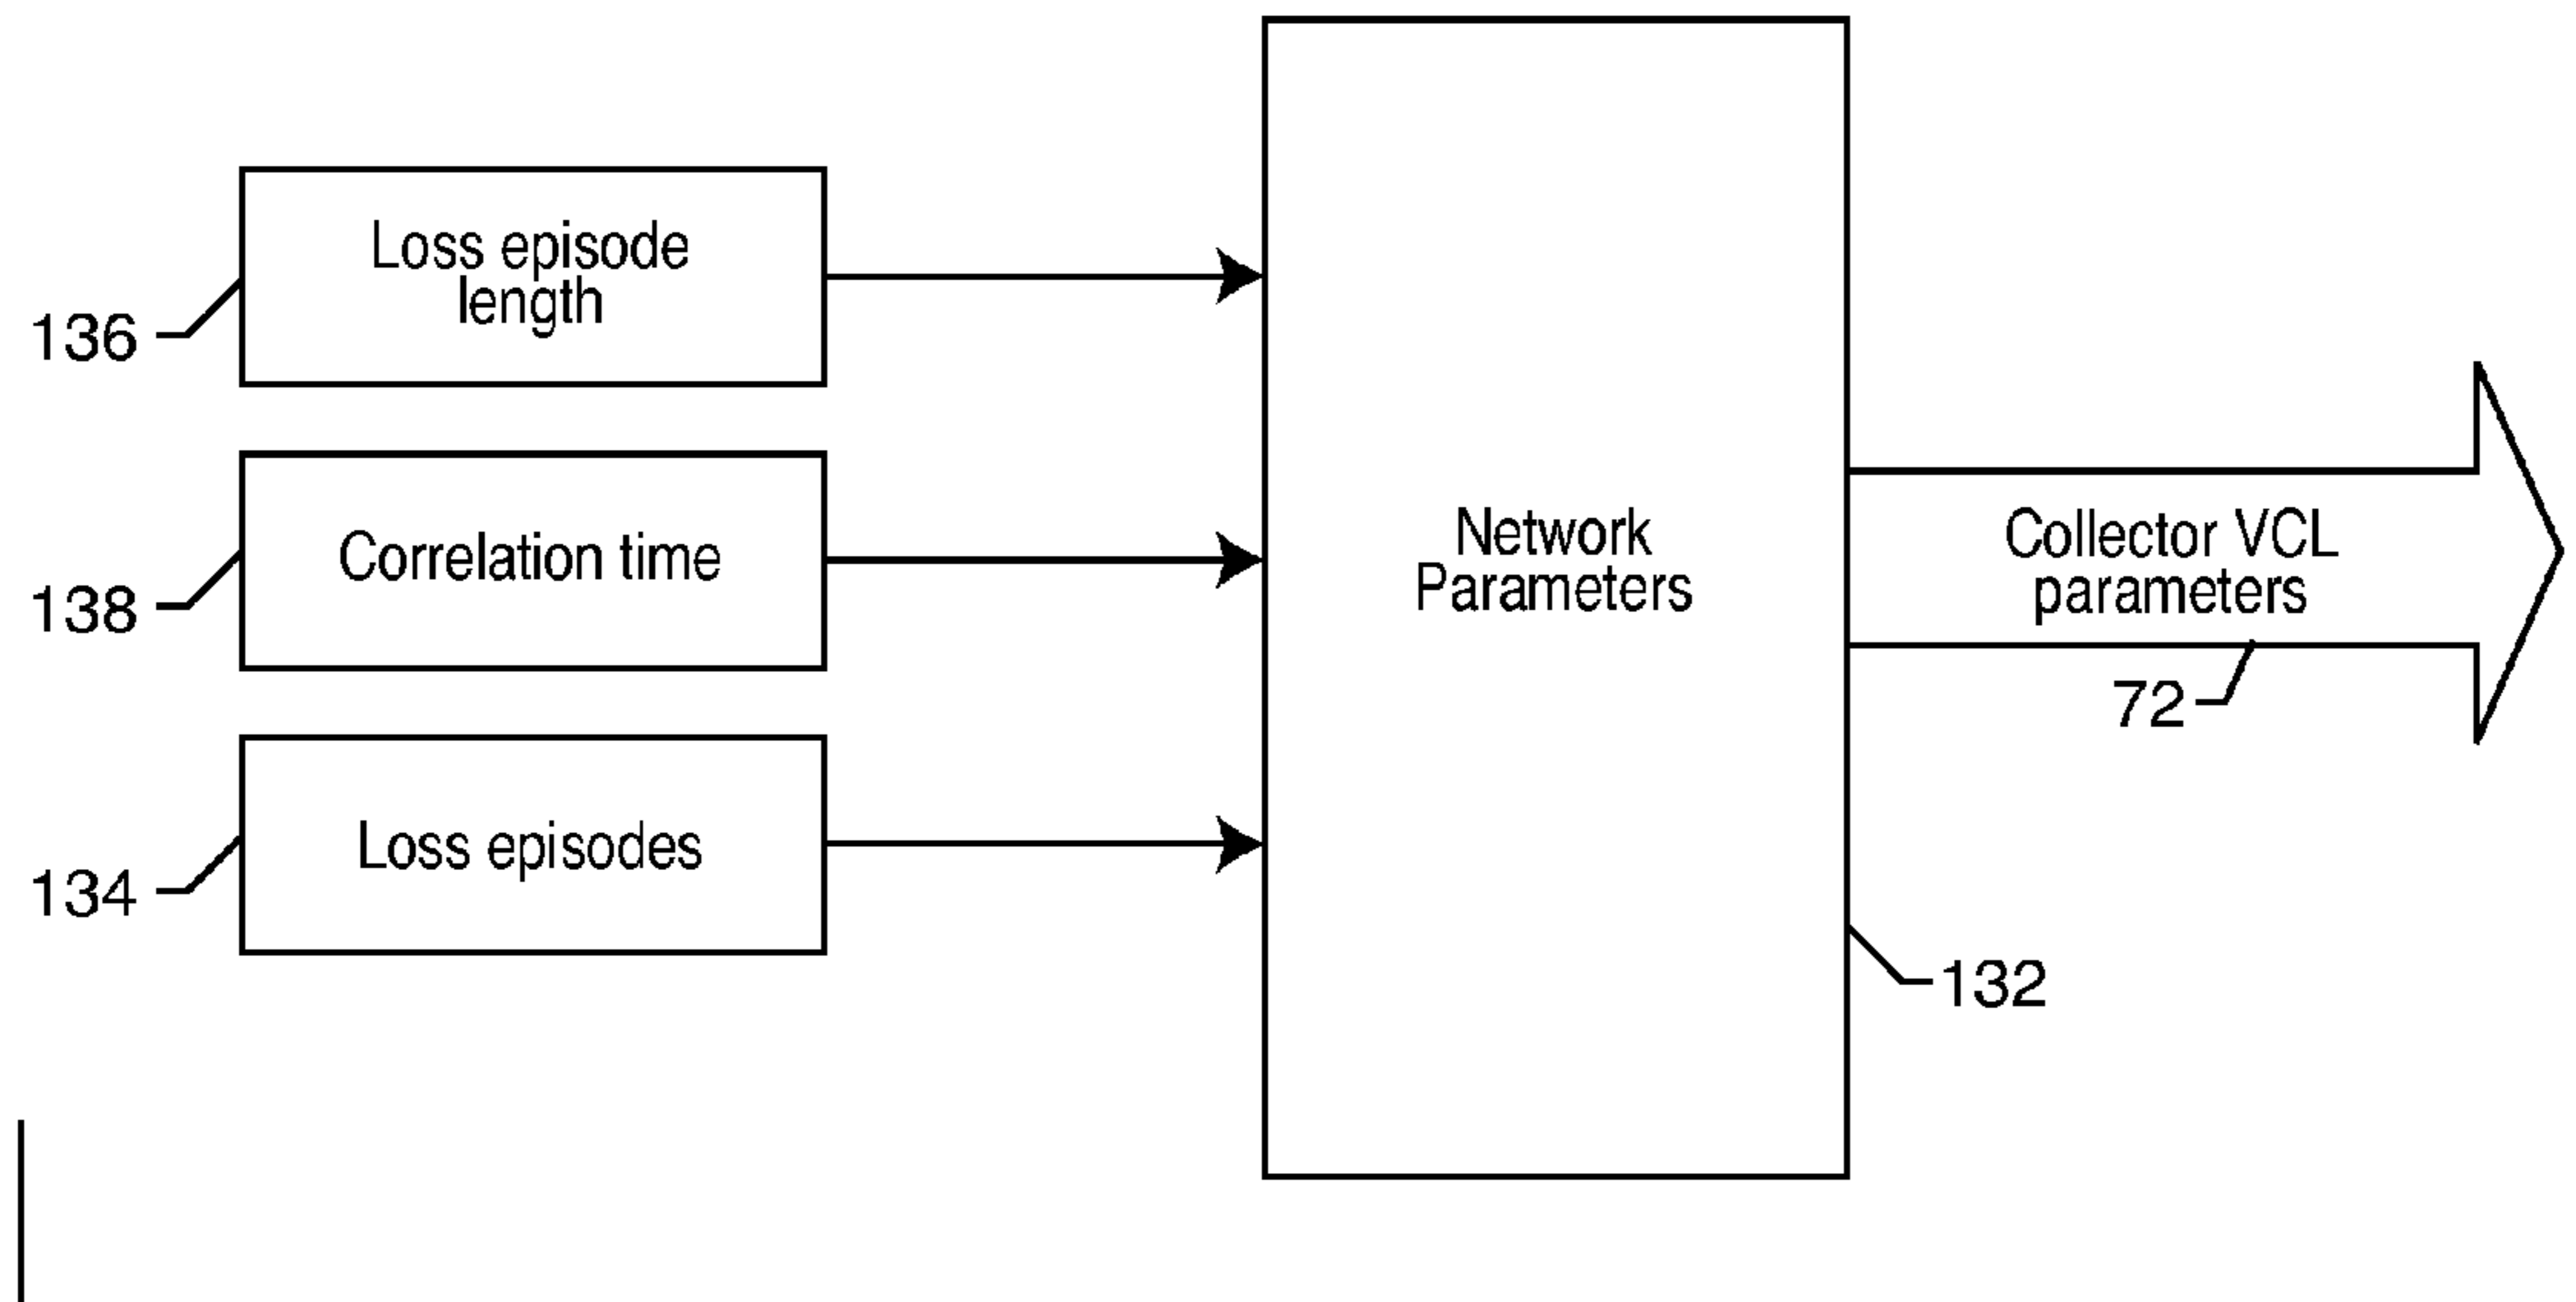 Loss episode
length
136
Correlation time
138
Loss episodes
134
Network
Parameters
132
Collector VCL
parameters
72